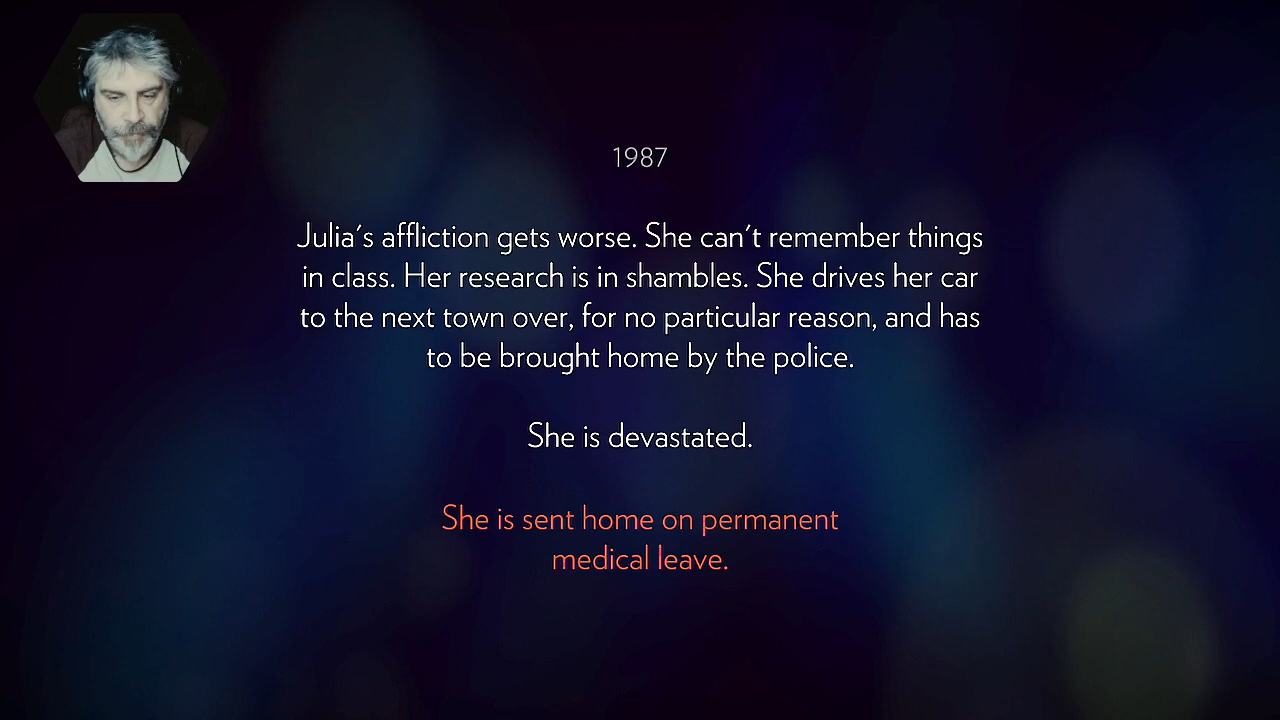 1987
Julia's affliction gets worse. She can't remember things
in class. Her research is in shambles. She drives her car
to the next town over, for no particular reason, and has
to be brought home by the police.
She is devastated.
She is sent home on permanent
medical leave.